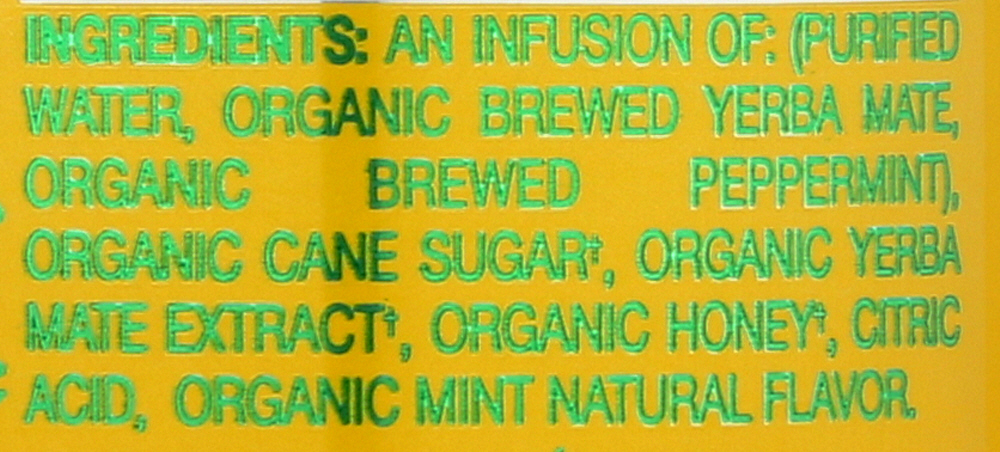 INGREDIENTS: AN INFUSION OF: (PURIFIED
WATER, ORGANIC BREWED YERBA MATE,
ORGANIC BREWED PEPPERMINT),
ORGANIC CANE SUGAR‡, ORGANIC YERBA
MATE EXTRACT‡, ORGANIC HONEY‡, CITRIC
ACID, ORGANIC MINT NATURAL FLAVOR.